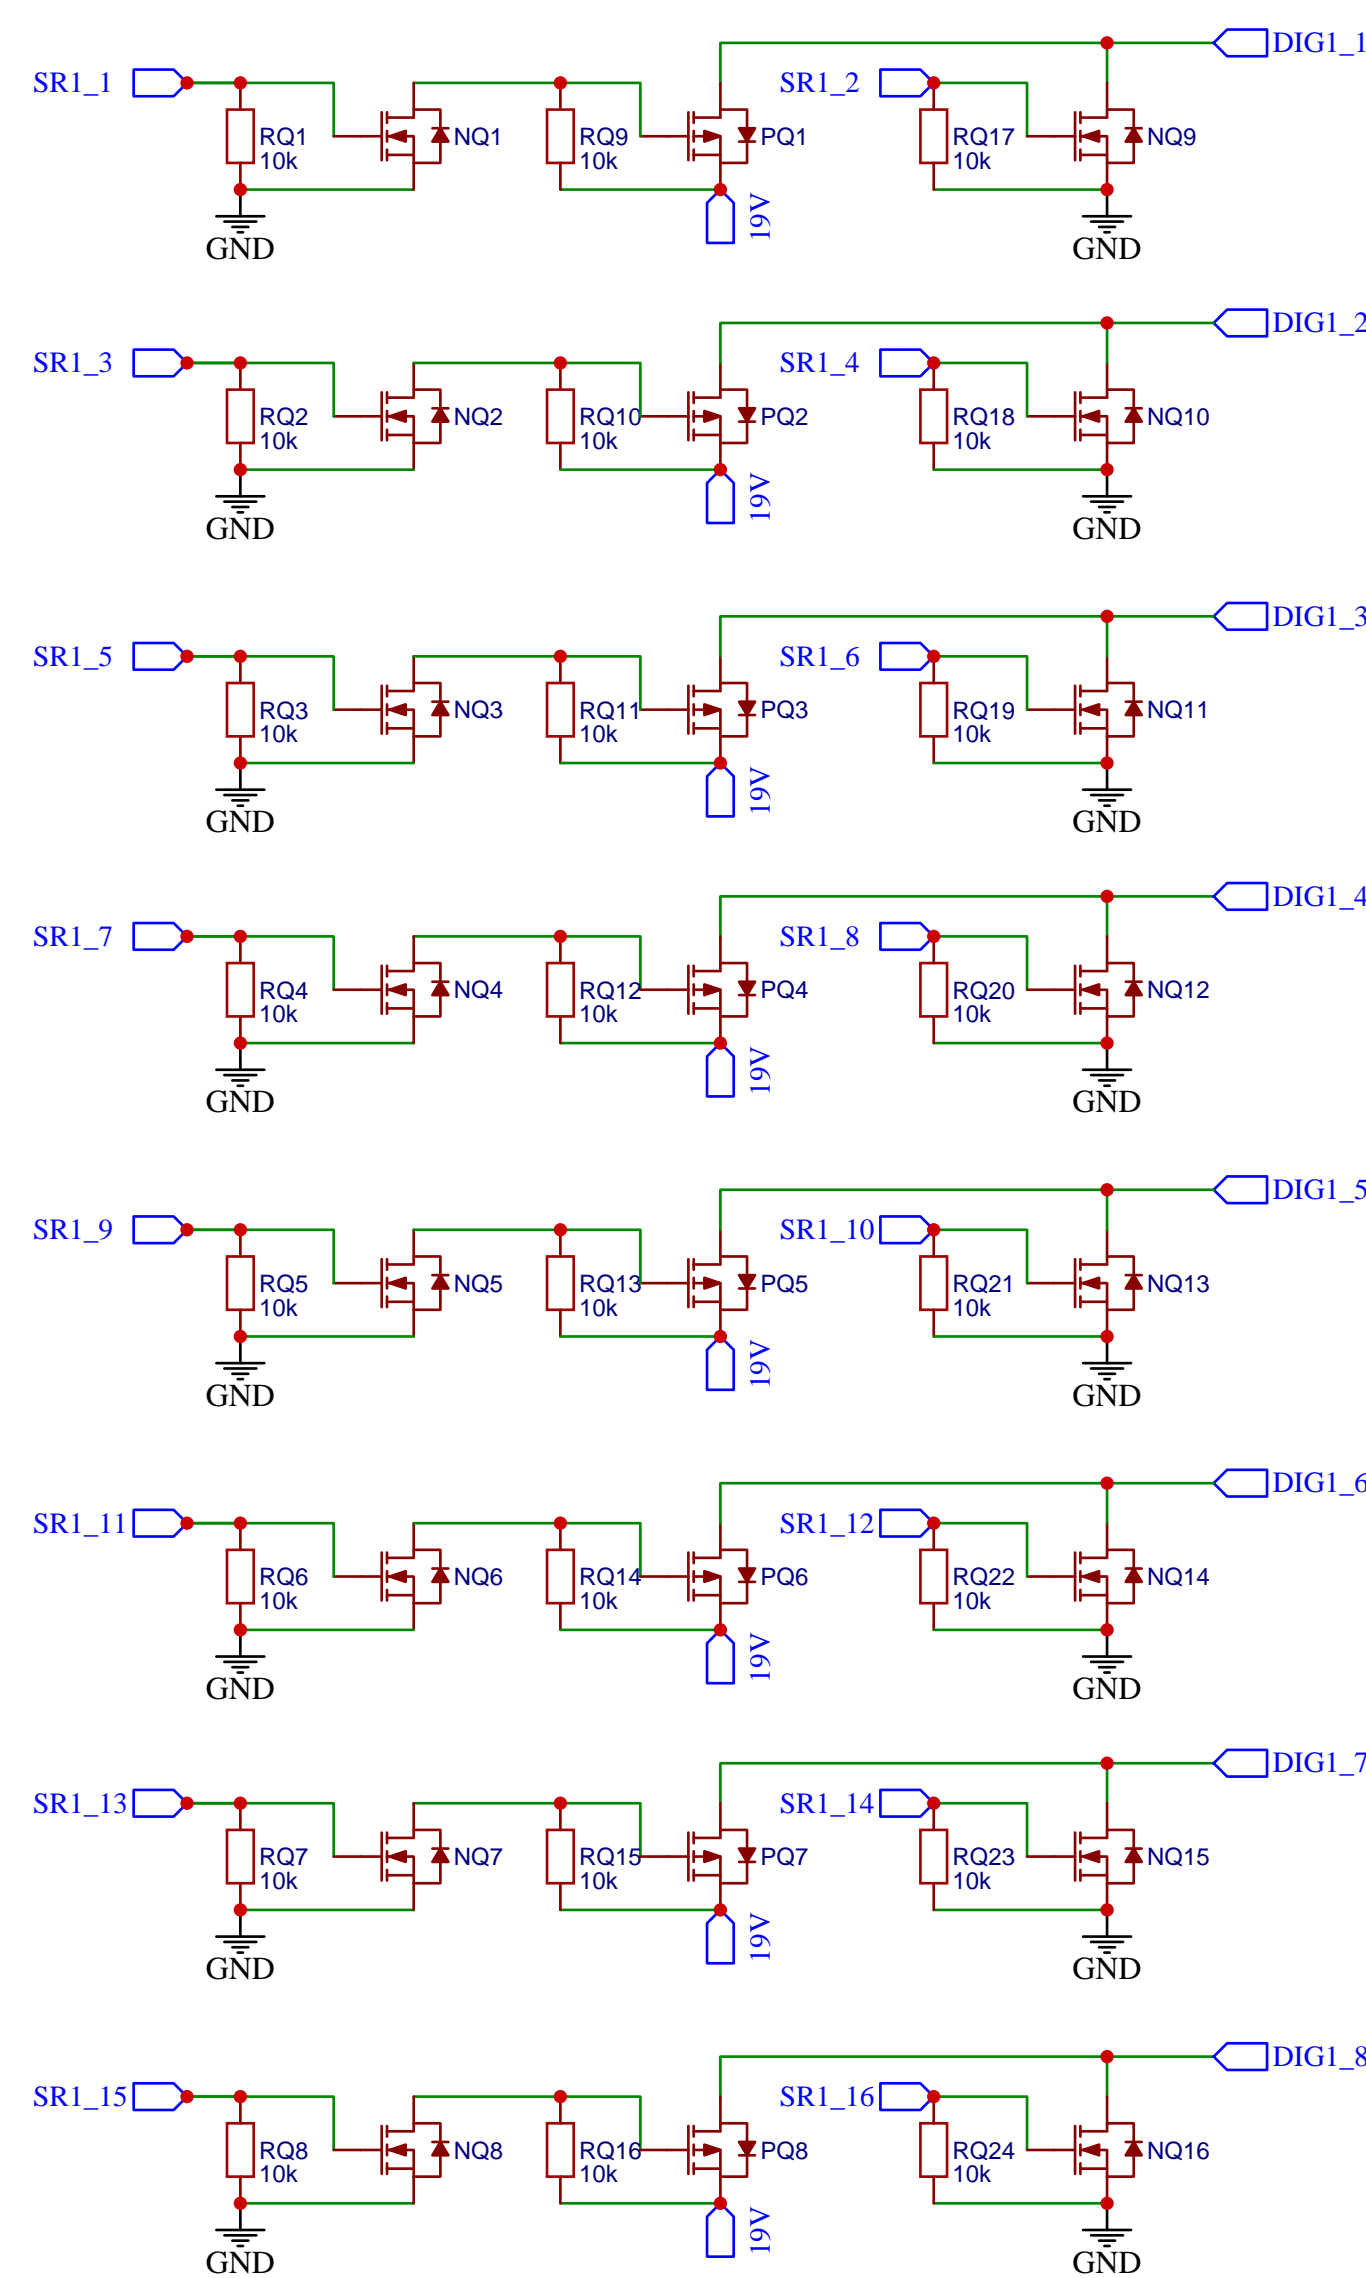 DIG1_1
SR1_1
SR1_2
RQ1
10k
NQ1
RQ9
10k
PQ1
RQ17
10k
NQ9
19V
GND
GND
DIG1_2
SR1_3
SR1_4
RQ2
10k
NQ2
RQ10
10k
PQ2
RQ18
10k
NQ10
19V
GND
GND
DIG1_3
SR1_5
SR1_6
RQ3
10k
NQ3
RQ11
10k
PQ3
RQ19
10k
NQ11
19V
GND
GND
DIG1_4
SR1_7
SR1_8
RQ4
10k
NQ4
RQ12
10k
PQ4
RQ20
10k
NQ12
19V
GND
GND
DIG1_5
SR1_9
SR1_10
RQ5
10k
NQ5
RQ13
10k
PQ5
RQ21
10k
NQ13
19V
GND
GND
DIG1_6
SR1_11
SR1_12
RQ6
10k
NQ6
RQ14
10k
PQ6
RQ22
10k
NQ14
19V
GND
GND
DIG1_7
SR1_13
SR1_14
RQ7
10k
NQ7
RQ15
10k
PQ7
RQ23
10k
NQ15
19V
GND
GND
DIG1_8
SR1_15
SR1_16
RQ8
10k
NQ8
RQ16
10k
PQ8
RQ24
10k
NQ16
19V
GND
GND